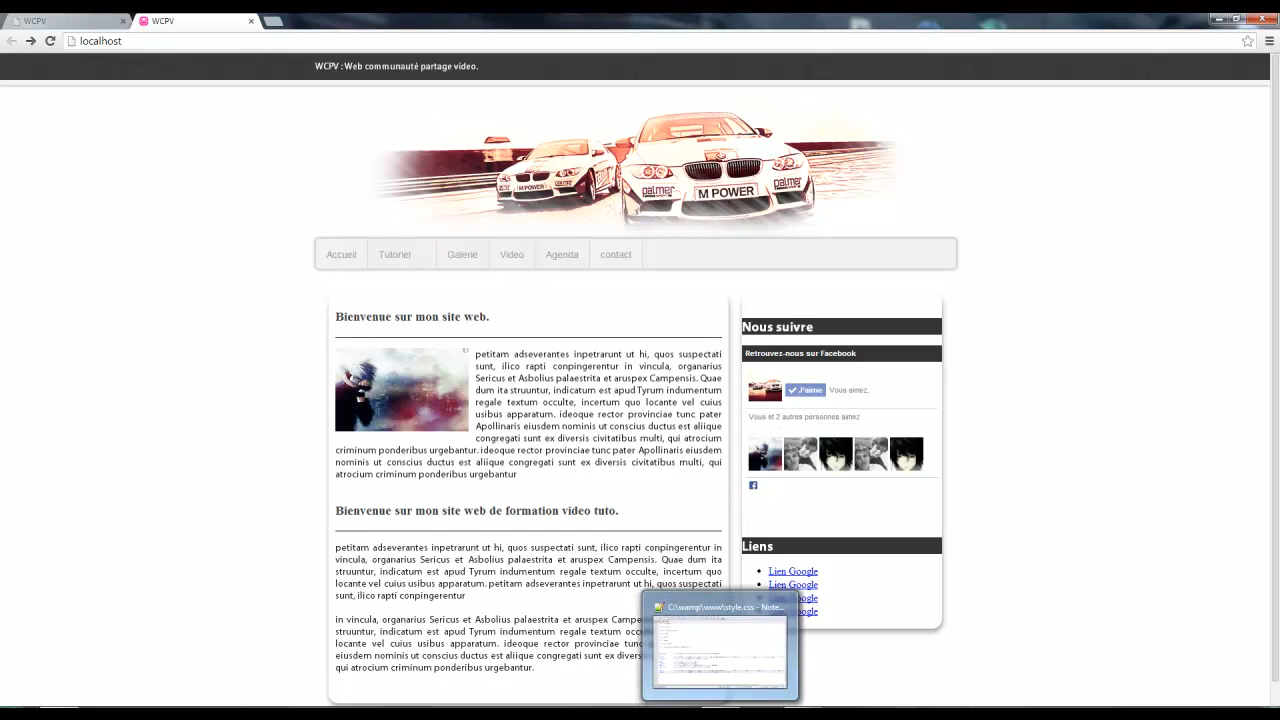 WCPV
WCPV
localhost
WCPV : Web communauté partage video.
palmer
M POWER
palmer
M POWER
palmer
Accueil
Tutoriel
Galerie
Video
Agenda
contact
Bienvenue sur mon site web.
petitam adseverantes inpetrarunt ut hi, quos suspectati
sunt, ilico rapti conpingerentur in vincula, organarius
Sericus et Asbolius palaestrita et aruspex Campensis. Quae
dum ita struuntur, indicatum est apud Tyrum indumentum
regale textum occulte, incertum quo locante vel cuius
usibus apparatum. ideoque rector provinciae tunc pater
Apollinaris eiusdem nominis ut conscius ductus est aliique
congregati sunt ex diversis civitatibus multi, qui atrocium
criminum ponderibus urgebantur. ideoque rector provinciae tunc pater Apollinaris eiusdem
nominis ut conscius ductus est aliique congregati sunt ex diversis civitatibus multi, qui
atrocium criminum ponderibus urgebantur
Bienvenue sur mon site web de formation video tuto.
petitam adseverantes inpetrarunt ut hi, quos suspectati sunt, ilico rapti conpingerentur in
vincula, organarius Sericus et Asbolius palaestrita et aruspex Campensis. Quae dum ita
struuntur, indicatum est apud Tyrum indumentum regale textum occulte, incertum quo
locante vel cuius usibus apparatum. petitam adseverantes inpetrarunt ut hi, quos suspectati
sunt, ilico rapti conpingerentur
in vincula, organarius Sericus et Asbolius palaestrita et aruspex
struuntur, indicatum est apud Tyrum indumentum regale textum
locante vel cuius usibus apparatum. ideoque rector provinciae tunc
eiusdem nominis ut conscius ductus est aliique congregati sunt ex
qui atrocium criminum ponderibus urgebantur.
Nous suivre
Retrouvez-nous sur Facebook
J'aime
Vous aimez.
Vous et 2 autres personnes aimez
Liens
Lien Google
Lien Google
Google
Google
C:\wamp\www\style.css - Note...